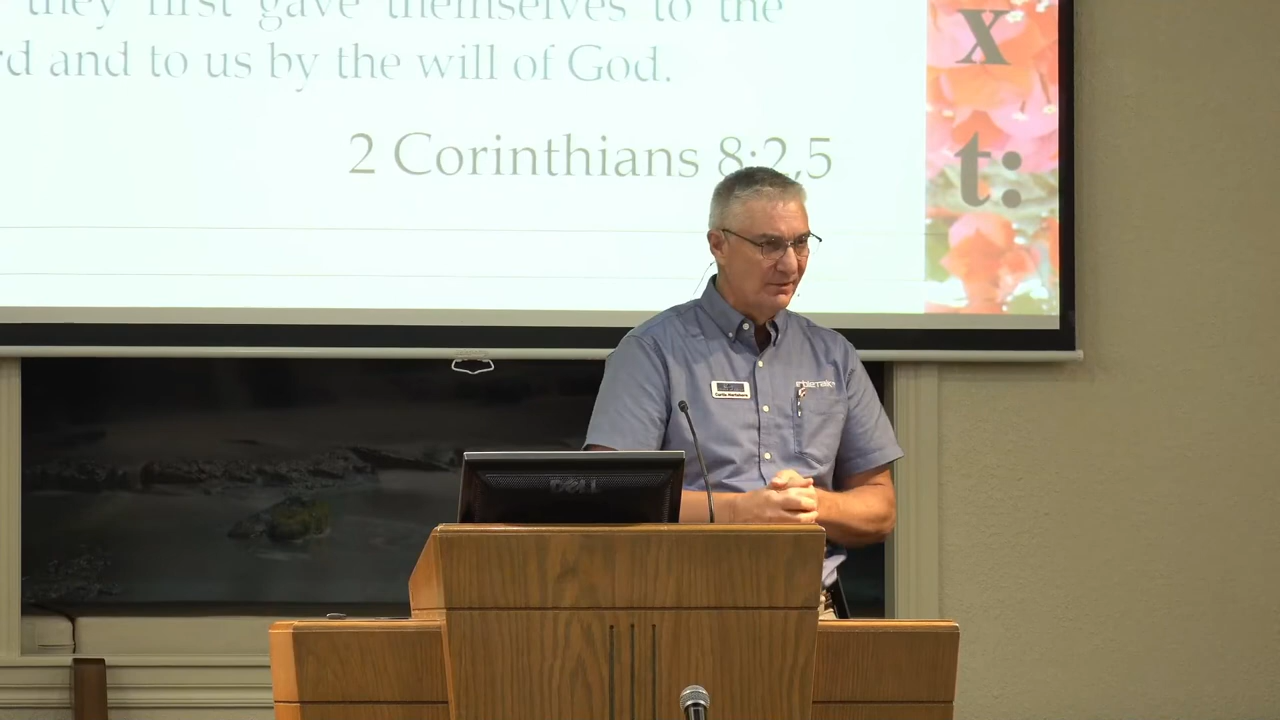 they first gave themselves to the
rd and to us by the will of God.
2 Corinthians 8:2,5
x
t:
DELL
Curtis